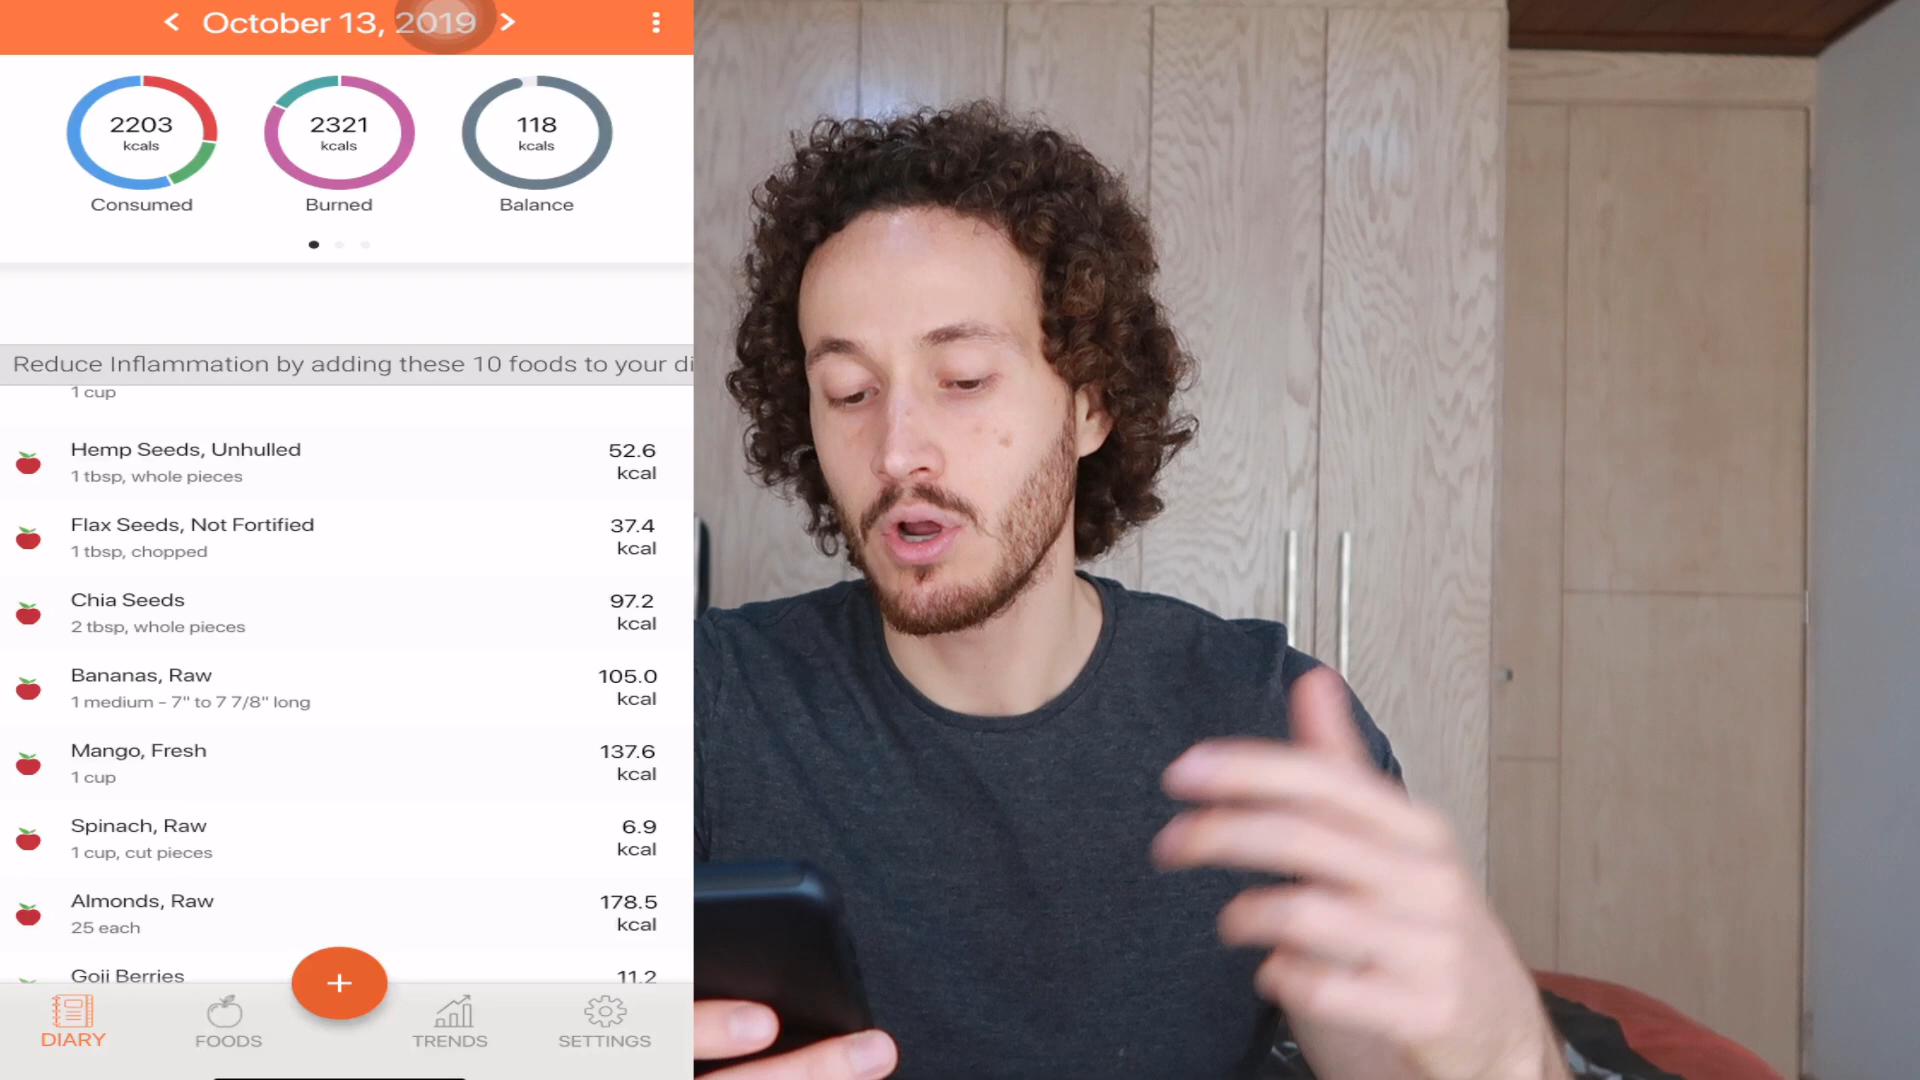 < October 13, 2019 >
2203
kcals
Consumed
2321
kcals
Burned
118
kcals
Balance
Reduce Inflammation by adding these 10 foods to your di
1 cup
Hemp Seeds, Unhulled
52.6
kcal
1 tbsp, whole pieces
Flax Seeds, Not Fortified
37.4
kcal
1 tbsp, chopped
Chia Seeds
97.2
kcal
2 tbsp, whole pieces
Bananas, Raw
105.0
kcal
1 medium - 7" to 7 7/8" long
Mango, Fresh
137.6
kcal
1 cup
Spinach, Raw
6.9
kcal
1 cup, cut pieces
Almonds, Raw
178.5
kcal
25 each
Goji Berries
11.2
+
DIARY
FOODS
TRENDS
SETTINGS